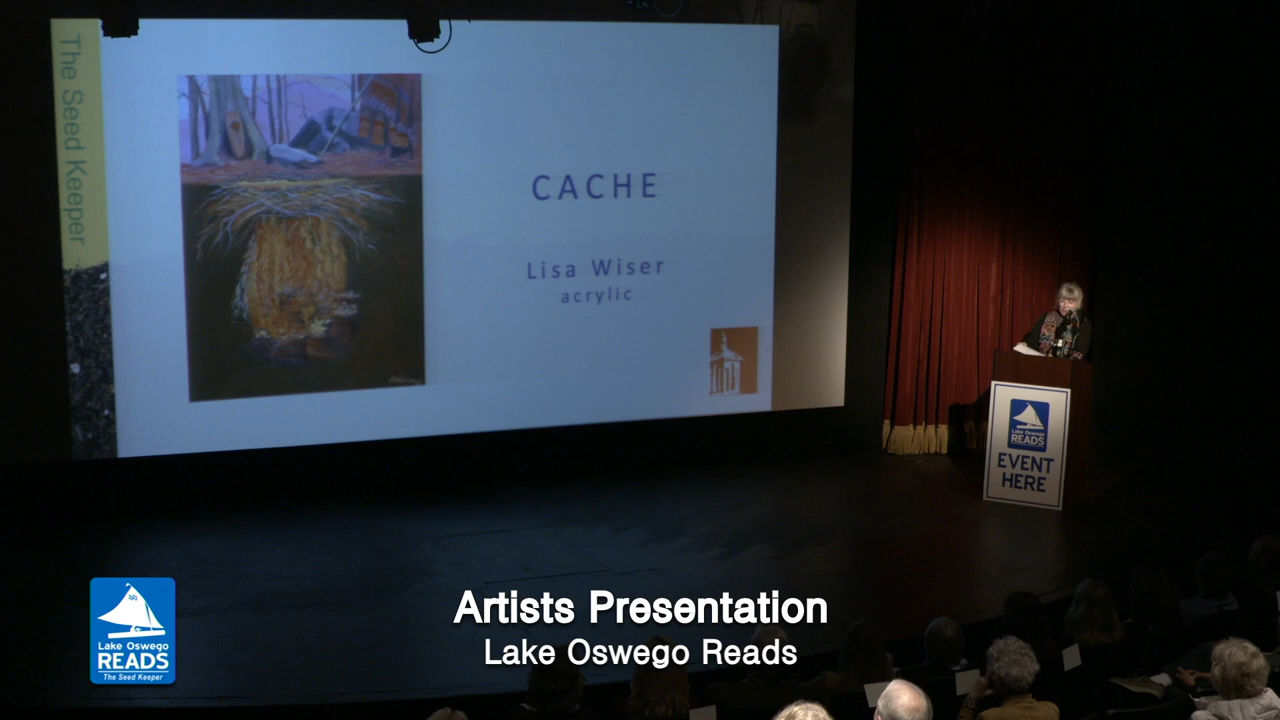 The Seed Keeper
CACHE
Lisa Wiser
acrylic
Lake Oswego
READS
EVENT
HERE
Lake Oswego
READS
The Seed Keeper
Artists Presentation
Lake Oswego Reads